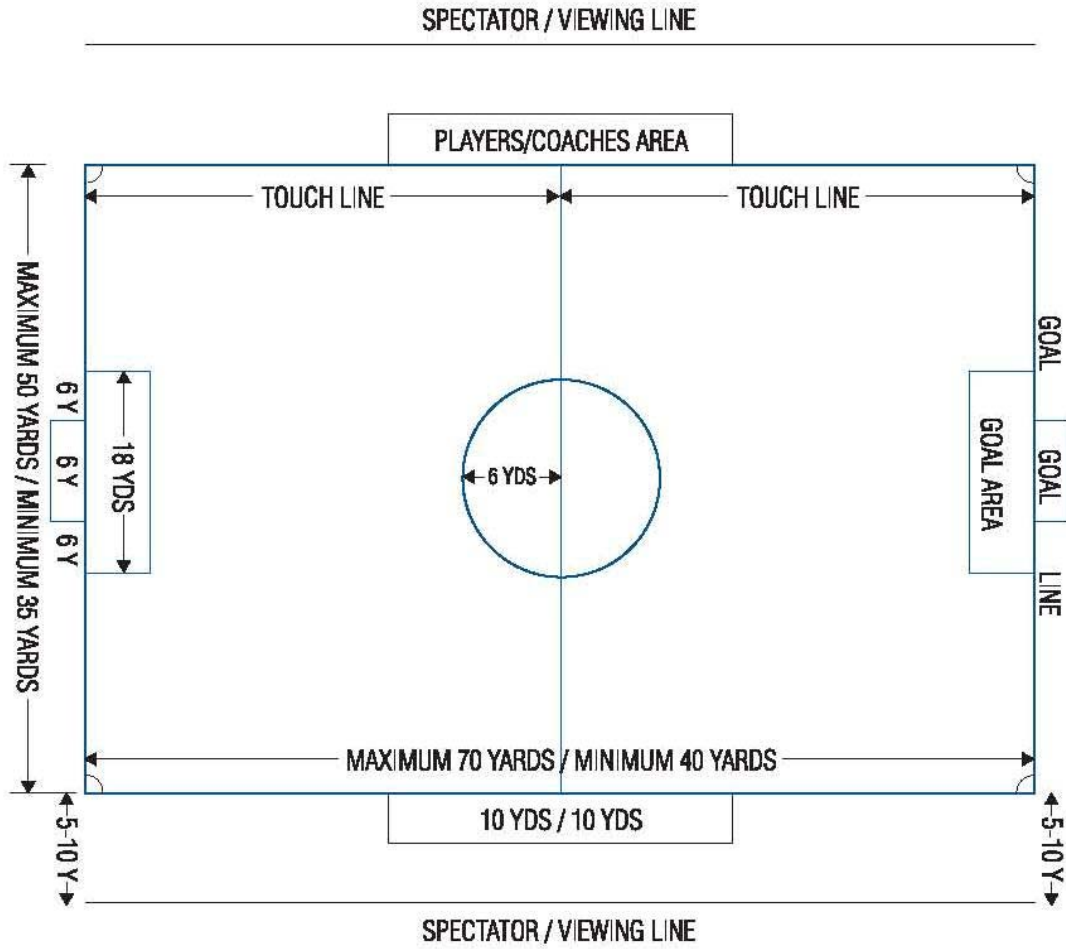 SPECTATOR / VIEWING LINE
PLAYERS/COACHES AREA
TOUCH LINE
TOUCH LINE
MAXIMUM 50 YARDS / MINIMUM 35 YARDS
6 Y
6 Y
6 Y
18 YDS
6 YDS
GOAL AREA
GOAL
GOAL
LINE
MAXIMUM 70 YARDS / MINIMUM 40 YARDS
10 YDS / 10 YDS
5-10 Y
5-10 Y
SPECTATOR / VIEWING LINE